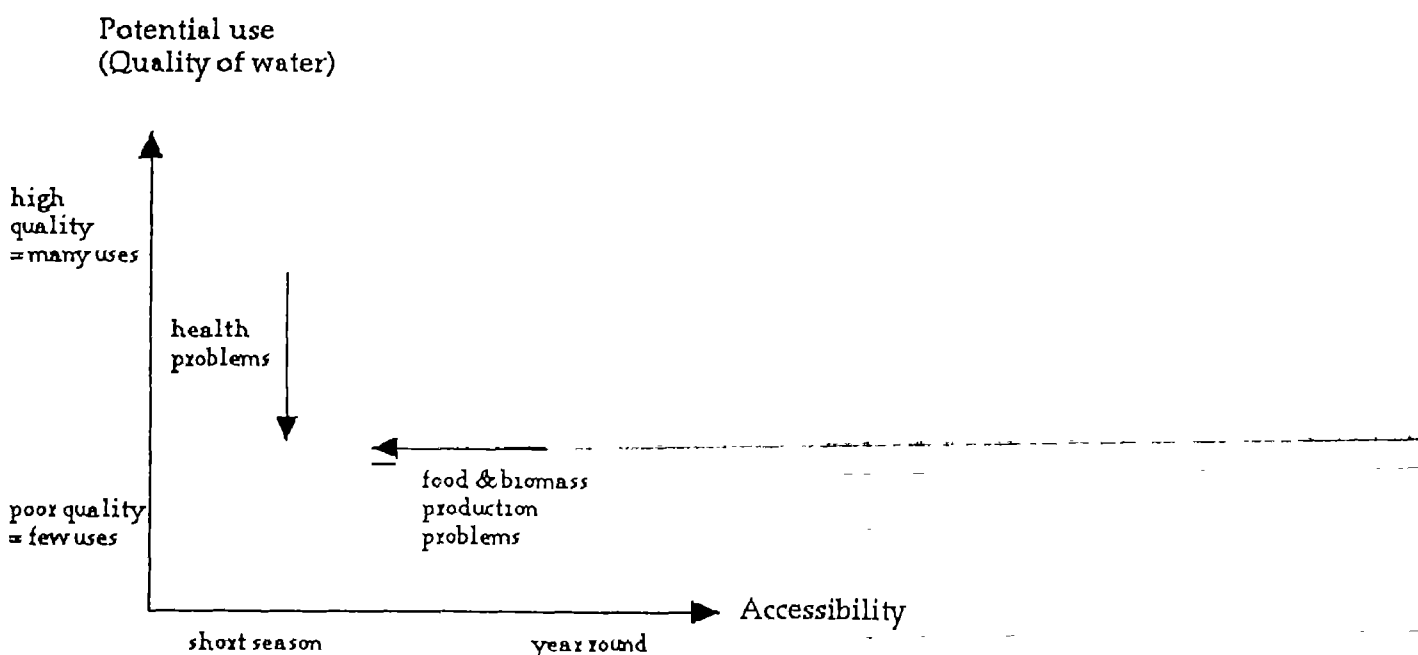 Potential use
(Quality of water)
high
quality
= many uses
health
problems
food & biomass
production
problems
poor quality
= few uses
Accessibility
short season
year round